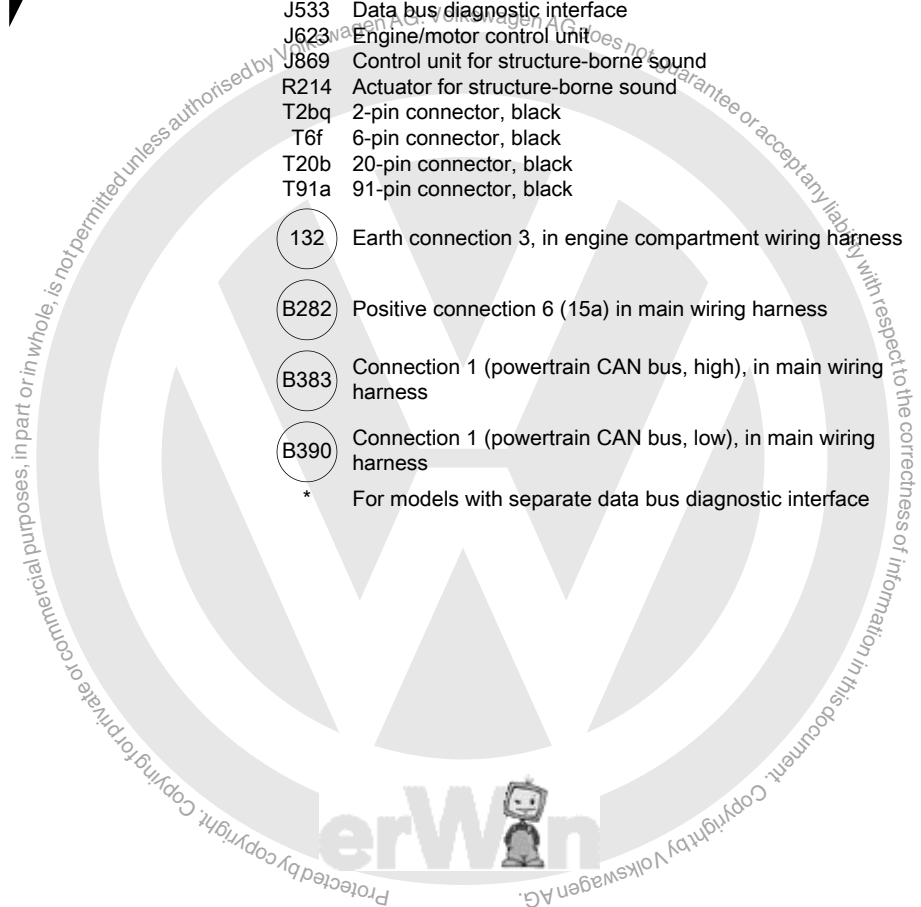 J533 Data bus diagnostic interface
J623 Engine/motor control unit
J869 Control unit for structure-borne sound
R214 Actuator for structure-borne sound
T2bq 2-pin connector, black
T6f 6-pin connector, black
T20b 20-pin connector, black
T91a 91-pin connector, black
132 Earth connection 3, in engine compartment wiring harness
B282 Positive connection 6 (15a) in main wiring harness
B383 Connection 1 (powertrain CAN bus, high), in main wiring
harness
B390 Connection 1 (powertrain CAN bus, low), in main wiring
harness
* For models with separate data bus diagnostic interface
erWin
Protected by copyright. Copying for private or commercial purposes, in part or in whole, is not permitted unless authorised by Volkswagen AG. Volkswagen AG does not guarantee or accept any liability with respect to the correctness of information in this document. Copyright by Volkswagen AG.